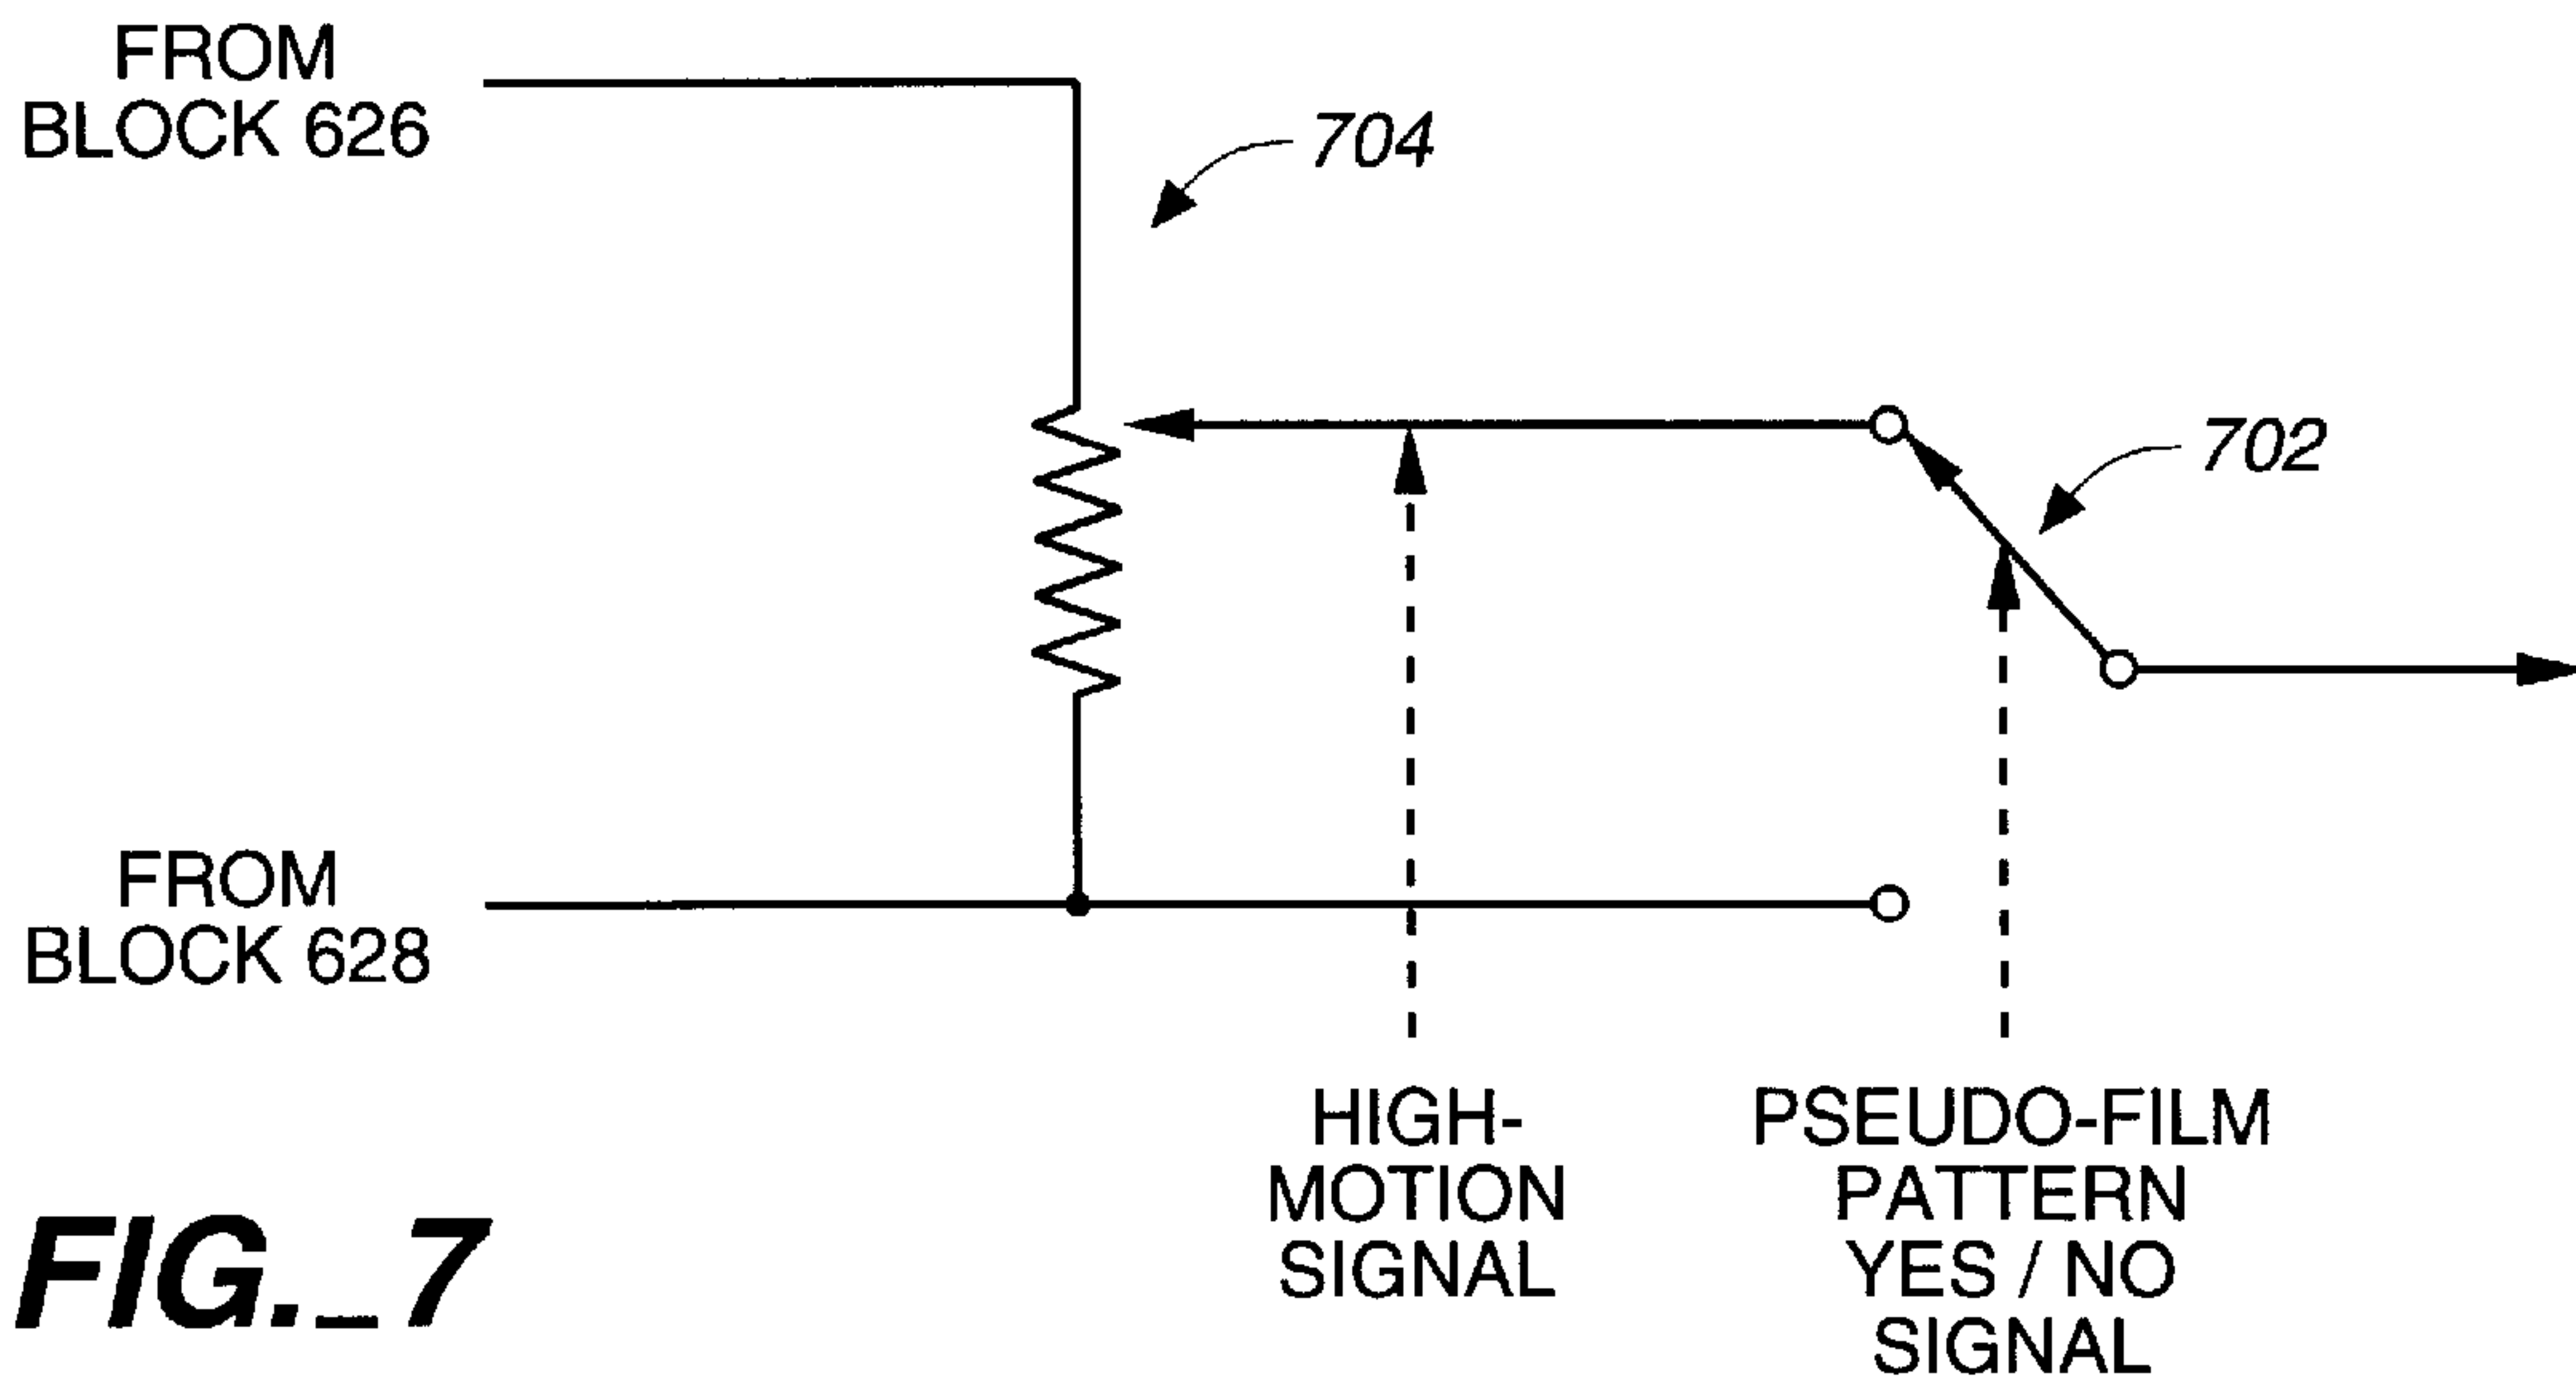 FROM
BLOCK 626
704
702
FROM
BLOCK 628
HIGH-
MOTION
SIGNAL
PSEUDO-FILM
PATTERN
YES / NO
SIGNAL
FIG._7